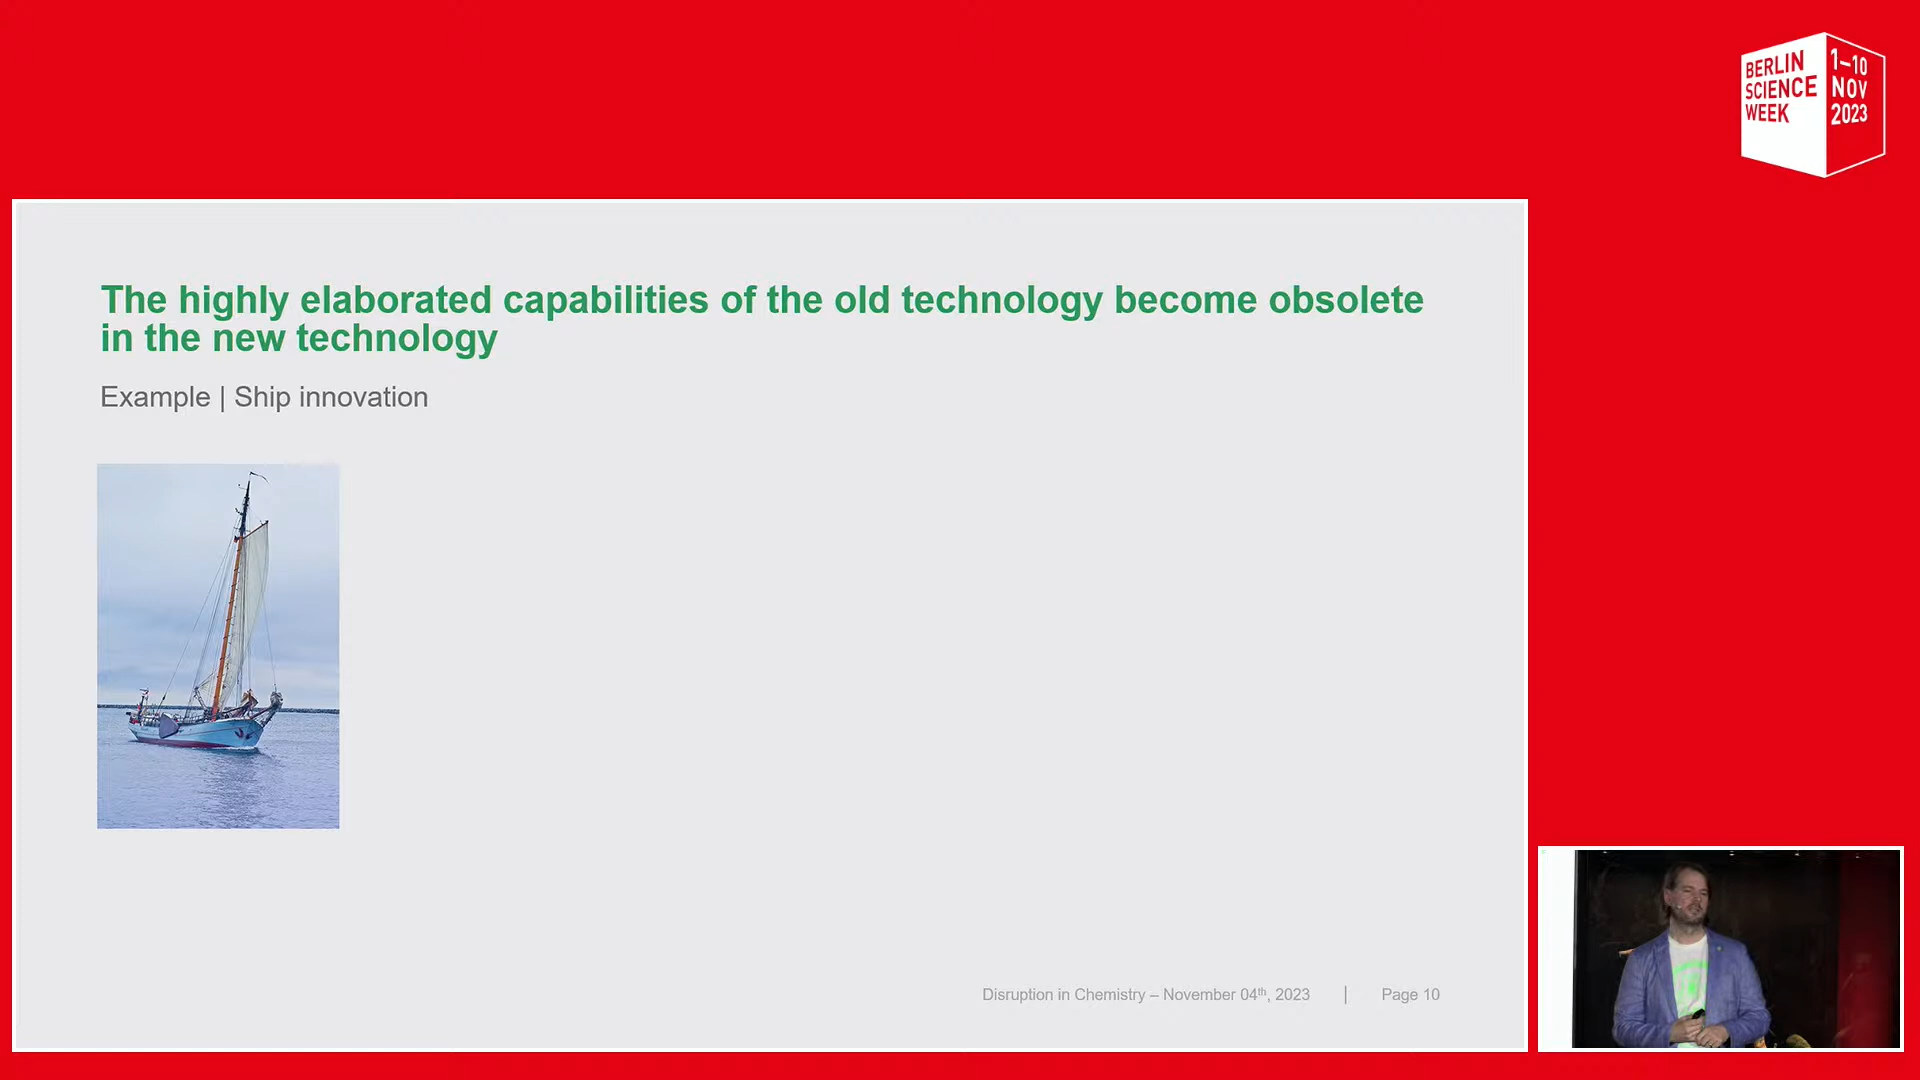 BERLIN
SCIENCE
WEEK
1–10
NOV
2023
The highly elaborated capabilities of the old technology become obsolete
in the new technology
Example | Ship innovation
Disruption in Chemistry – November 04th, 2023 | Page 10